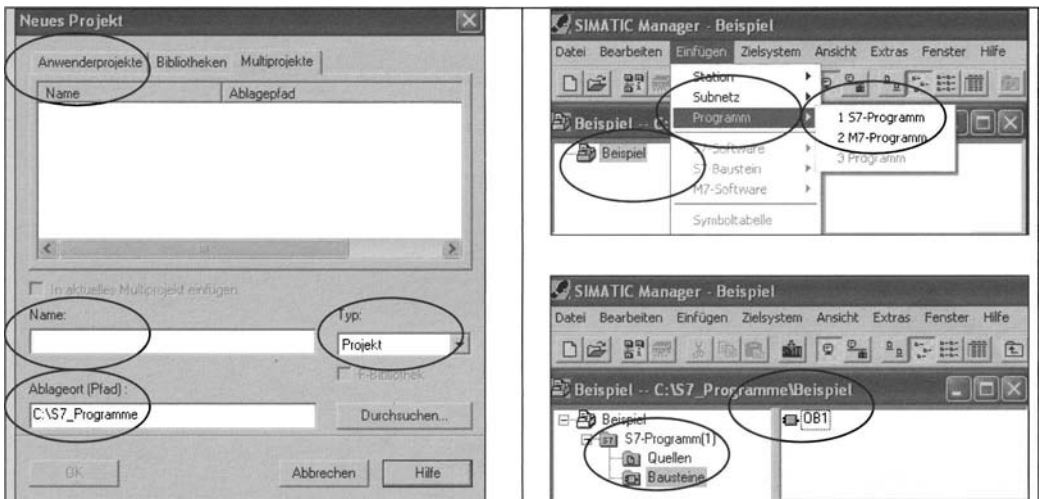 Neues Projekt
Anwenderprojekte Bibliotheken Multiprojekte
Name Ablagepfad
In aktuelles Multiprojekt einfügen
Name: Typ:
Projekt
F-Bibliothek
Ablageort (Pfad) :
C:\S7_Programme Durchsuchen...
OK Abbrechen Hilfe
SIMATIC Manager - Beispiel
Datei Bearbeiten Einfügen Zielsystem Ansicht Extras Fenster Hilfe
Station
Subnetz
Programm 1 S7-Programm
Beispiel -- C:
2 M7-Programm
Beispiel
S7-Software 3 Programm
S7 Baustein
M7-Software
Symboltabelle
SIMATIC Manager - Beispiel
Datei Bearbeiten Einfügen Zielsystem Ansicht Extras Fenster Hilfe
Beispiel -- C:\S7_Programme\Beispiel
Beispiel OB1
S7-Programm(1)
Quellen
Bausteine